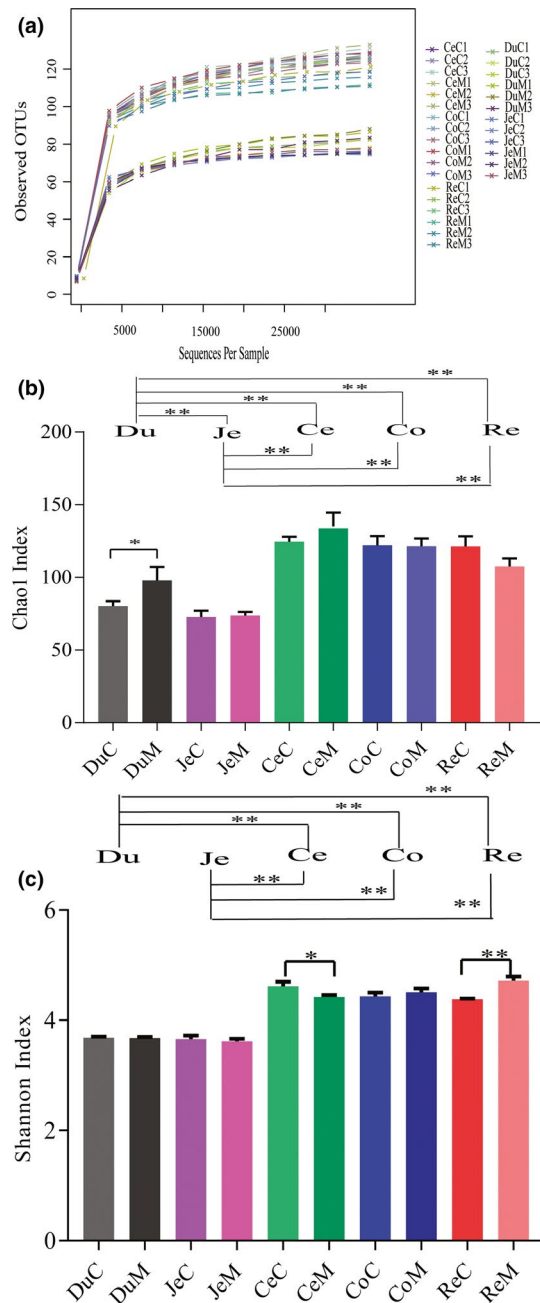 (a)
Observed OTUs
120
100
80
60
40
20
0
5000 15000 25000
Sequences Per Sample
CeC1
CeC2
CeC3
CeM1
CeM2
CeM3
CoC1
CoC2
CoC3
CoM1
CoM2
CoM3
ReC1
ReC2
ReC3
ReM1
ReM2
ReM3
DuC1
DuC2
DuC3
DuM1
DuM2
DuM3
JeC1
JeC2
JeC3
JeM1
JeM2
JeM3
(b)
**
**
**
**
Du Je Ce Co Re
**
**
**
Chao1 Index
200
150
100
50
0
*
DuC DuM JeC JeM CeC CeM CoC CoM ReC ReM
**
**
**
Du Je Ce Co Re
**
**
**
(c)
Shannon Index
6
4
2
0
*
**
DuC DuM JeC JeM CeC CeM CoC CoM ReC ReM